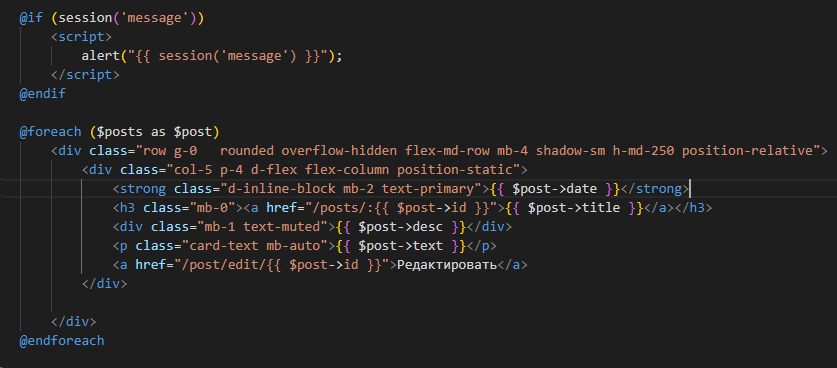 @if (session('message'))
<script>
alert("{{ session('message') }}");
</script>
@endif
@foreach ($posts as $post)
<div class="row g-0   rounded overflow-hidden flex-md-row mb-4 shadow-sm h-md-250 position-relative">
<div class="col-5 p-4 d-flex flex-column position-static">
<strong class="d-inline-block mb-2 text-primary">{{ $post->date }}</strong>
<h3 class="mb-0"><a href="/posts/:{{ $post->id }}">{{ $post->title }}</a></h3>
<div class="mb-1 text-muted">{{ $post->desc }}</div>
<p class="card-text mb-auto">{{ $post->text }}</p>
<a href="/post/edit/{{ $post->id }}">Редактировать</a>
</div>
</div>
@endforeach